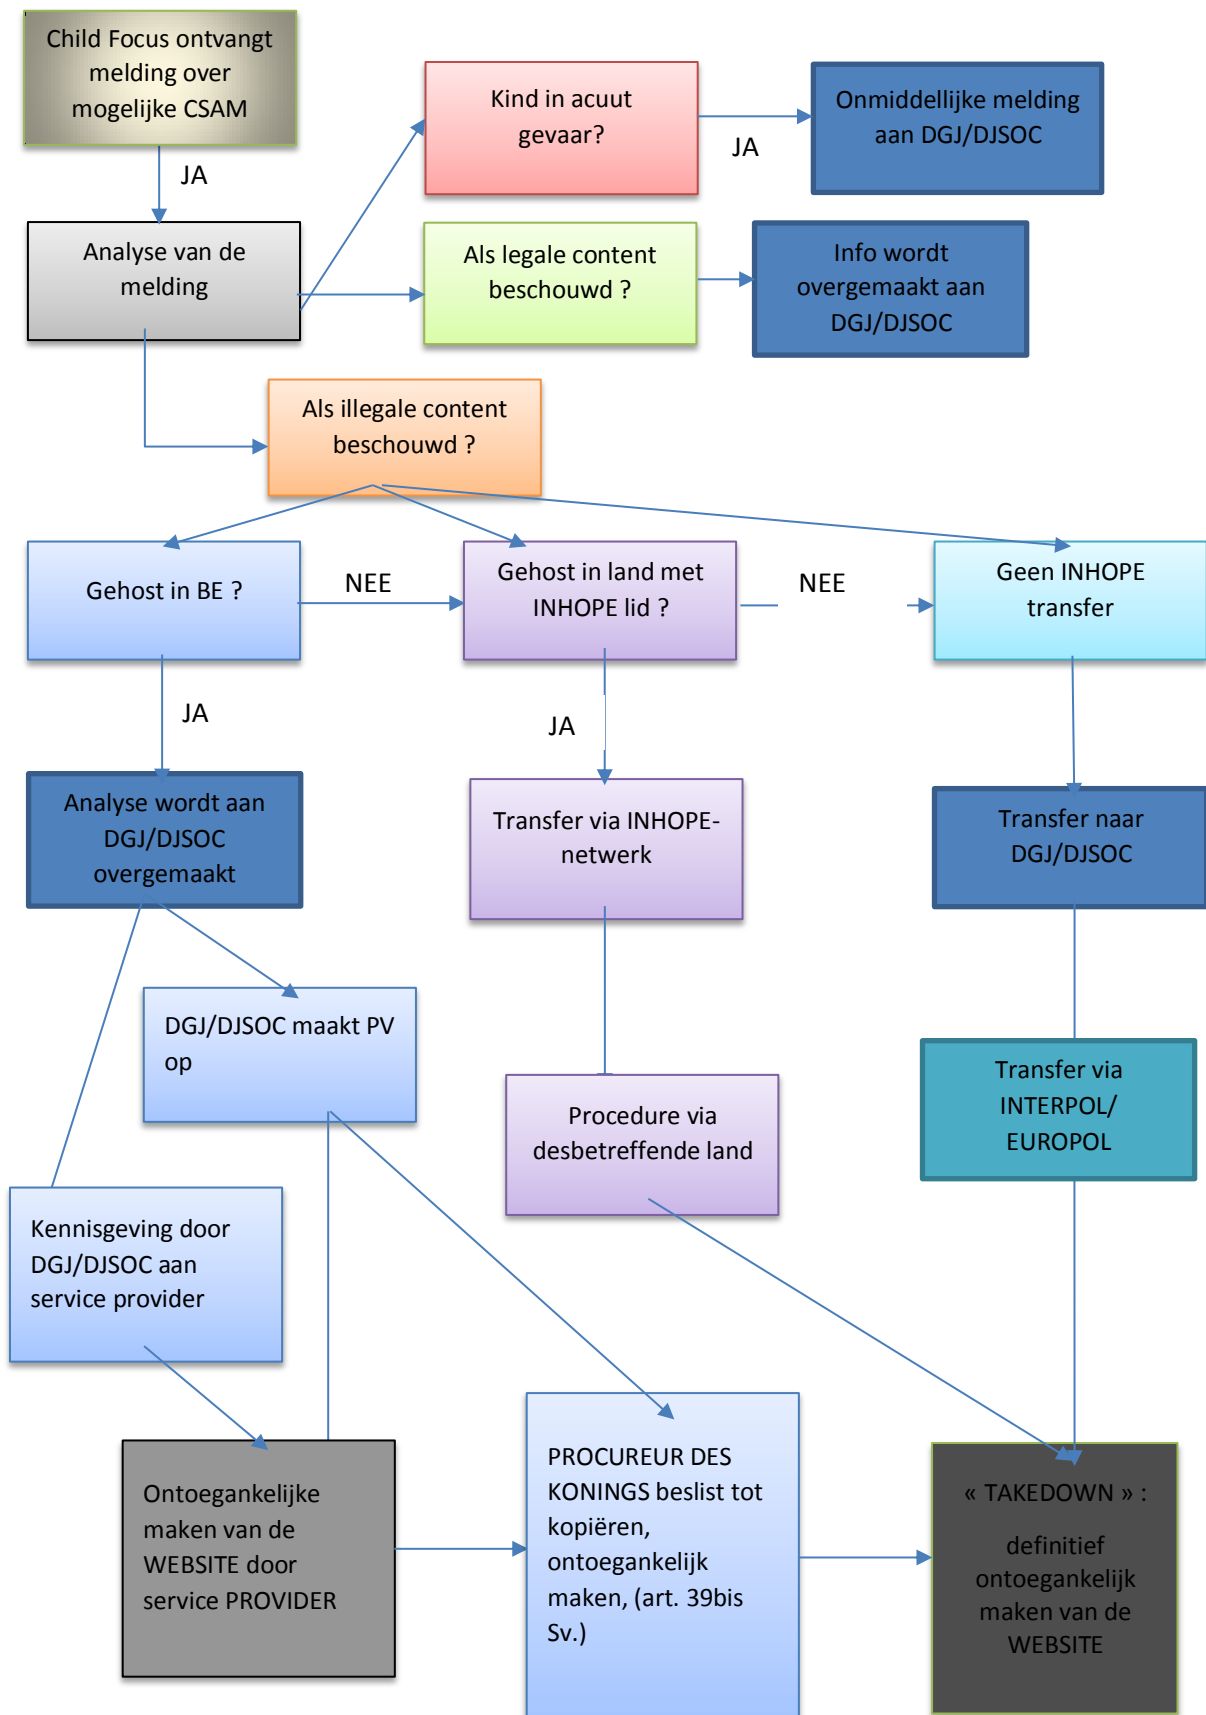 Child Focus ontvangt
melding over
mogelijke CSAM
JA
Kind in acuut
gevaar?
JA
Onmiddellijke melding
aan DGJ/DJSOC
Analyse van de
melding
Als legale content
beschouwd ?
Info wordt
overgemaakt aan
DGJ/DJSOC
Als illegale content
beschouwd ?
Gehost in BE ?
NEE
Gehost in land met
INHOPE lid ?
NEE
Geen INHOPE
transfer
JA
JA
Analyse wordt aan
DGJ/DJSOC
overgemaakt
Transfer via INHOPE-
netwerk
Transfer naar
DGJ/DJSOC
DGJ/DJSOC maakt PV
op
Procedure via
desbetreffende land
Transfer via
INTERPOL/
EUROPOL
Kennisgeving door
DGJ/DJSOC aan
service provider
Ontoegankelijke
maken van de
WEBSITE door
service PROVIDER
PROCUREUR DES
KONINGS beslist tot
kopiëren,
ontoegankelijk
maken, (art. 39bis
Sv.)
« TAKEDOWN » :
definitief
ontoegankelijk
maken van de
WEBSITE